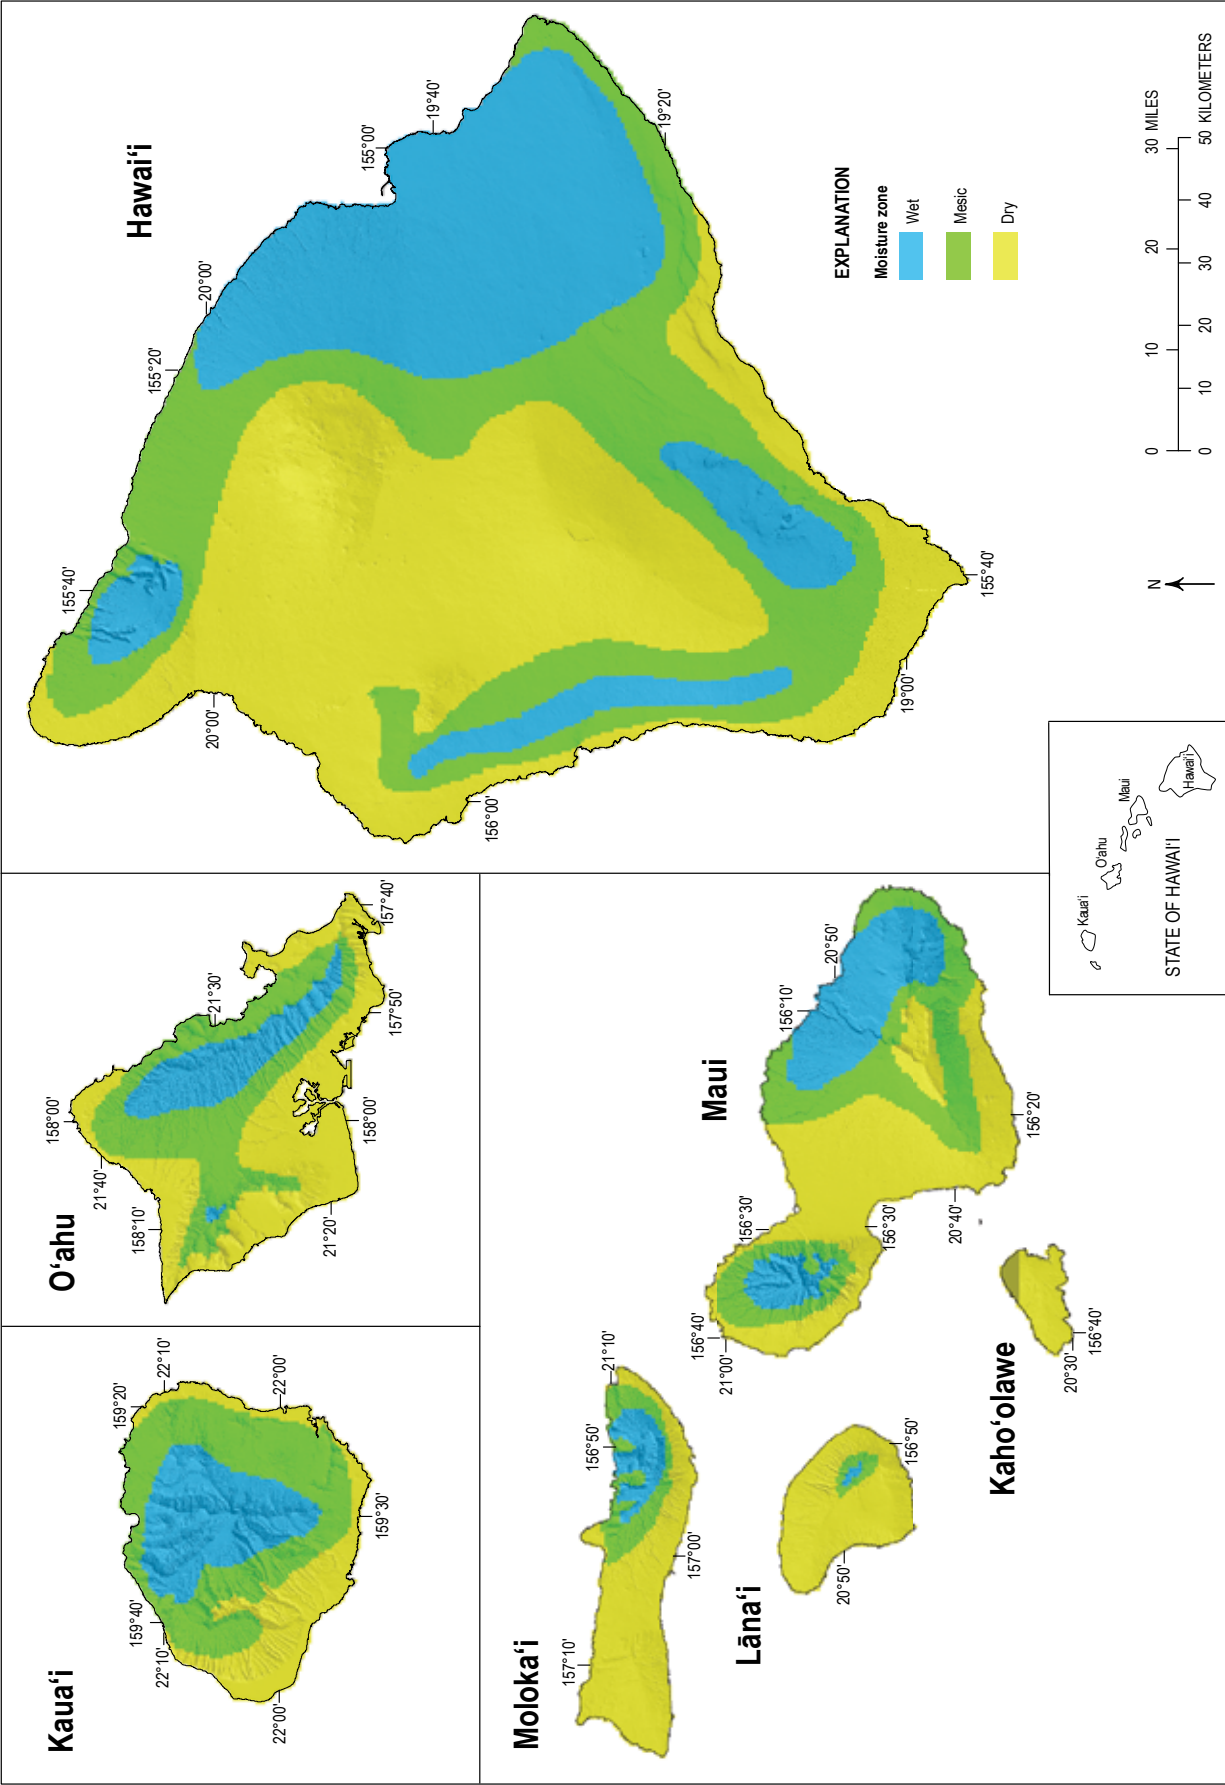 Kaua‘i
159°40'
22°10'
159°20'
22°10'
22°00'
22°00'
159°30'
O‘ahu
158°10'
21°40'
158°00'
21°30'
21°20'
158°00'
157°50'
157°40'
Hawai‘i
155°40'
155°20'
20°00'
155°00'
19°40'
20°00'
156°00'
19°20'
19°00'
155°40'
Moloka‘i
157°10'
156°50'
21°10'
157°00'
Lāna‘i
20°50'
156°50'
Maui
156°40'
21°00'
156°30'
156°10'
20°50'
156°30'
20°40'
156°20'
Kaho‘olawe
20°30'
156°40'
EXPLANATION
Moisture zone
Wet
Mesic
Dry
N
0 10 20 30 MILES
0 10 20 30 40 50 KILOMETERS
Kaua‘i
O‘ahu
Maui
Hawai‘i
STATE OF HAWAI‘I